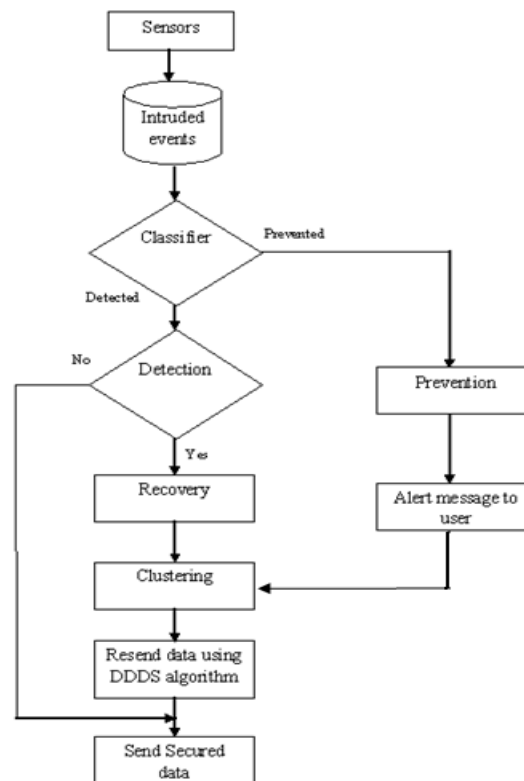 Sensors
Intruded
events
Classifier
Prevented
Detected
No
Detection
Prevention
Yes
Recovery
Alert message to
user
Clustering
Resend data using
DDDS algorithm
Send Secured
data